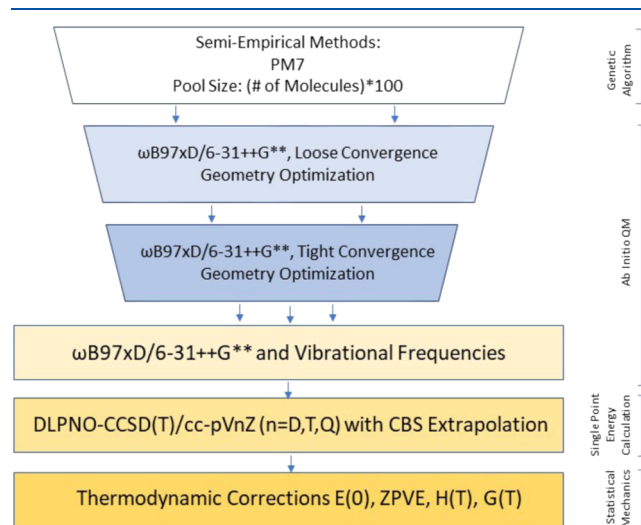 Semi-Empirical Methods:
PM7
Pool Size: (# of Molecules)*100
Genetic
Algorithm
ωB97xD/6-31++G**, Loose Convergence
Geometry Optimization
ωB97xD/6-31++G**, Tight Convergence
Geometry Optimization
Ab Initio QM
ωB97xD/6-31++G** and Vibrational Frequencies
DLPNO-CCSD(T)/cc-pVnZ (n=D,T,Q) with CBS Extrapolation
Single Point
Energy
Calculation
Thermodynamic Corrections E(0), ZPVE, H(T), G(T)
Statistical
Mechanics